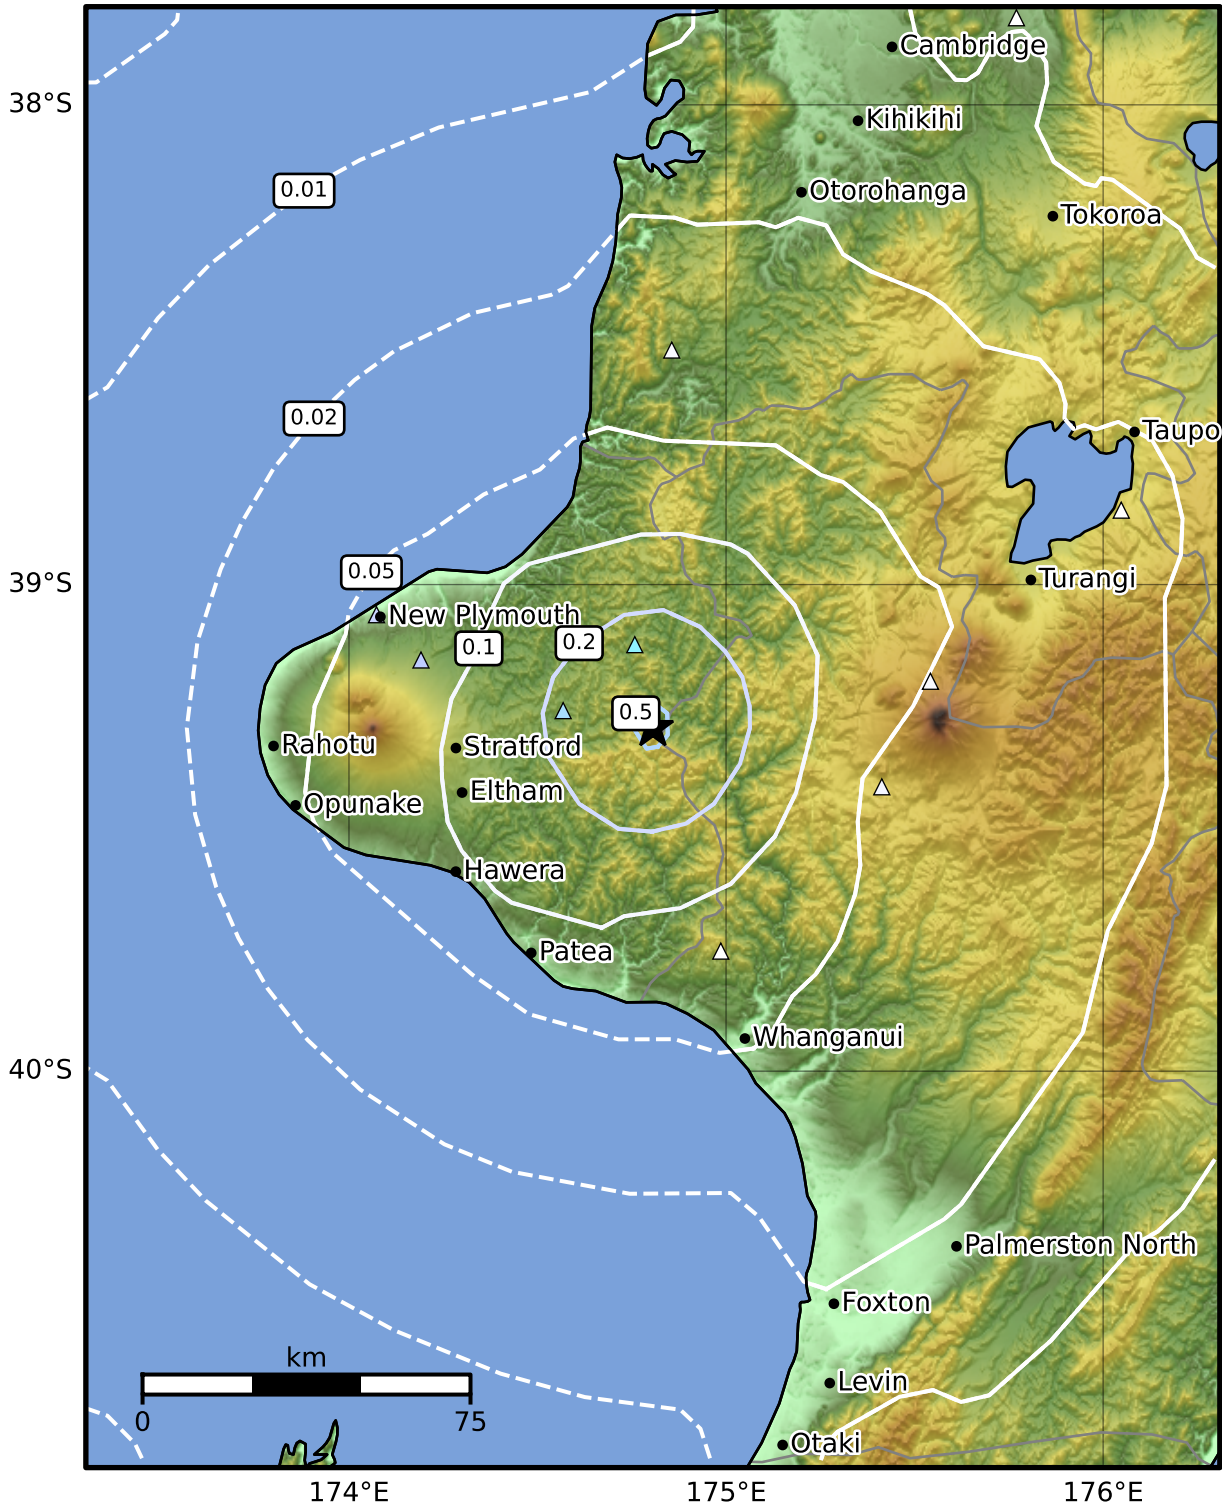 Cambridge
38°S
Kihikihi
0.01
Otorohanga
Tokoroa
0.02
Taupo
0.05
39°S
Turangi
New Plymouth
0.1
0.2
0.5
Rahotu
Stratford
Eltham
Opunake
Hawera
Patea
Whanganui
40°S
Palmerston North
Foxton
km
Levin
0
75
Otaki
174°E
175°E
176°E